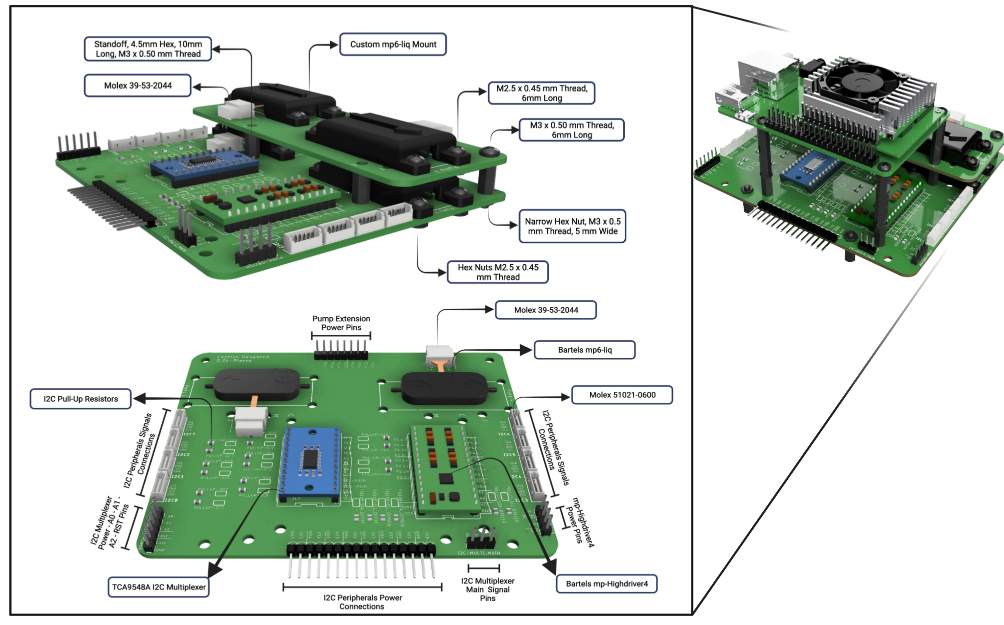 Standoff, 4.5mm Hex, 10mm
Long, M3 x 0.50 mm Thread
Custom mp6-liq Mount
Molex 39-53-2044
M2.5 x 0.45 mm Thread,
6mm Long
M3 x 0.50 mm Thread,
6mm Long
Narrow Hex Nut, M3 x 0.5
mm Thread, 5 mm Wide
Hex Nuts M2.5 x 0.45
mm Thread
Molex 39-53-2044
Pump Extension
Power Pins
Bartels mp6-liq
I2C Pull-Up Resistors
Molex 51021-0600
I2C Peripherals Signals
Connections
I2C Peripherals Signals
Connections
I2C2
I2C1
I2C0
I2C Multiplexer
Power - A0 - A1 -
A2 - RST Pins
mp-Highdriver4
Power Pins
TCA9548A I2C Multiplexer
I2C Peripherals Power
Connections
I2C Multiplexer
Main Signal
Pins
Bartels mp-Highdriver4